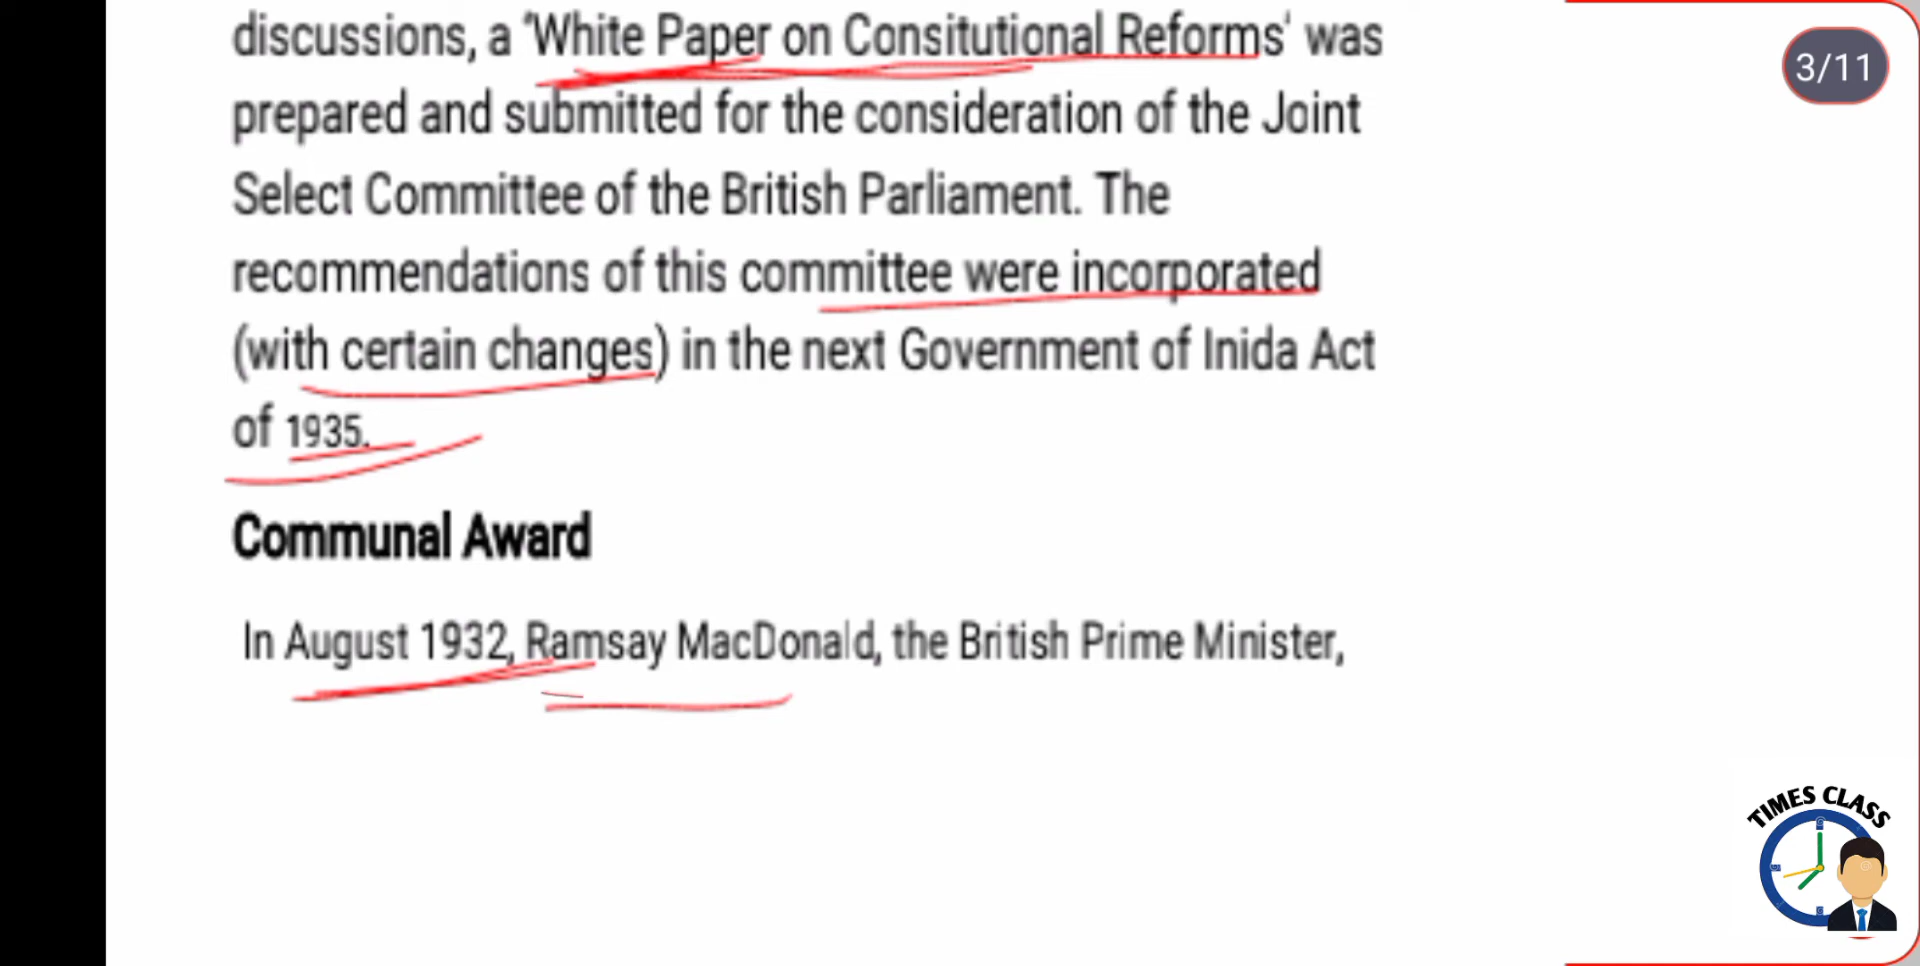 discussions, a 'White Paper on Consitutional Reforms' was
3/11
prepared and submitted for the consideration of the Joint
Select Committee of the British Parliament. The
recommendations of this committee were incorporated
(with certain changes) in the next Government of Inida Act
of 1935.
Communal Award
In August 1932, Ramsay MacDonald, the British Prime Minister,
TIMES CLASS